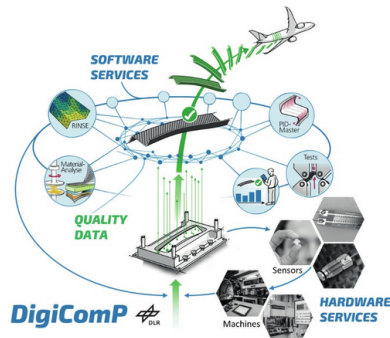 SOFTWARE
SERVICES
RINSE
PID-
Master
Material-
Analyse
Tests
QUALITY
DATA
Sensors
Machines
HARDWARE
SERVICES
DigiComP
DLR